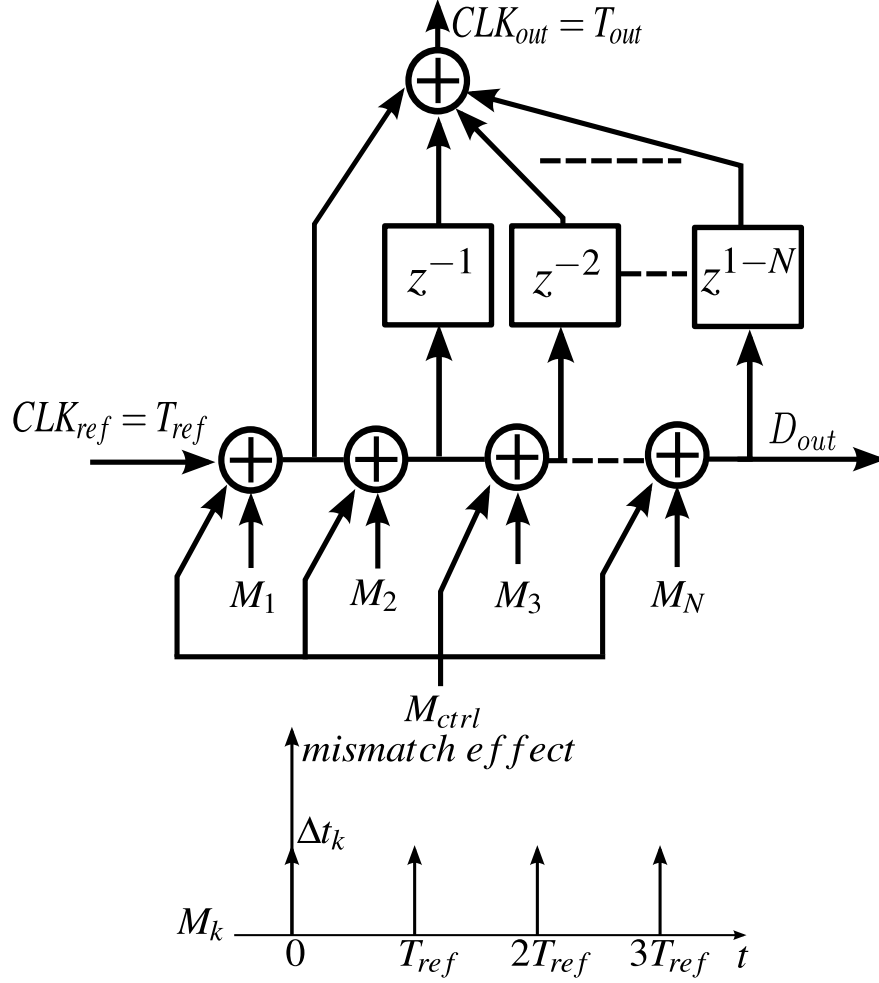 CLK_out = T_out
z^−1 z^−2 z^1−N
CLK_ref = T_ref
D_out
M_1 M_2 M_3 M_N
M_ctrl
mismatch effect
Δt_k
M_k
0 T_ref 2T_ref 3T_ref t